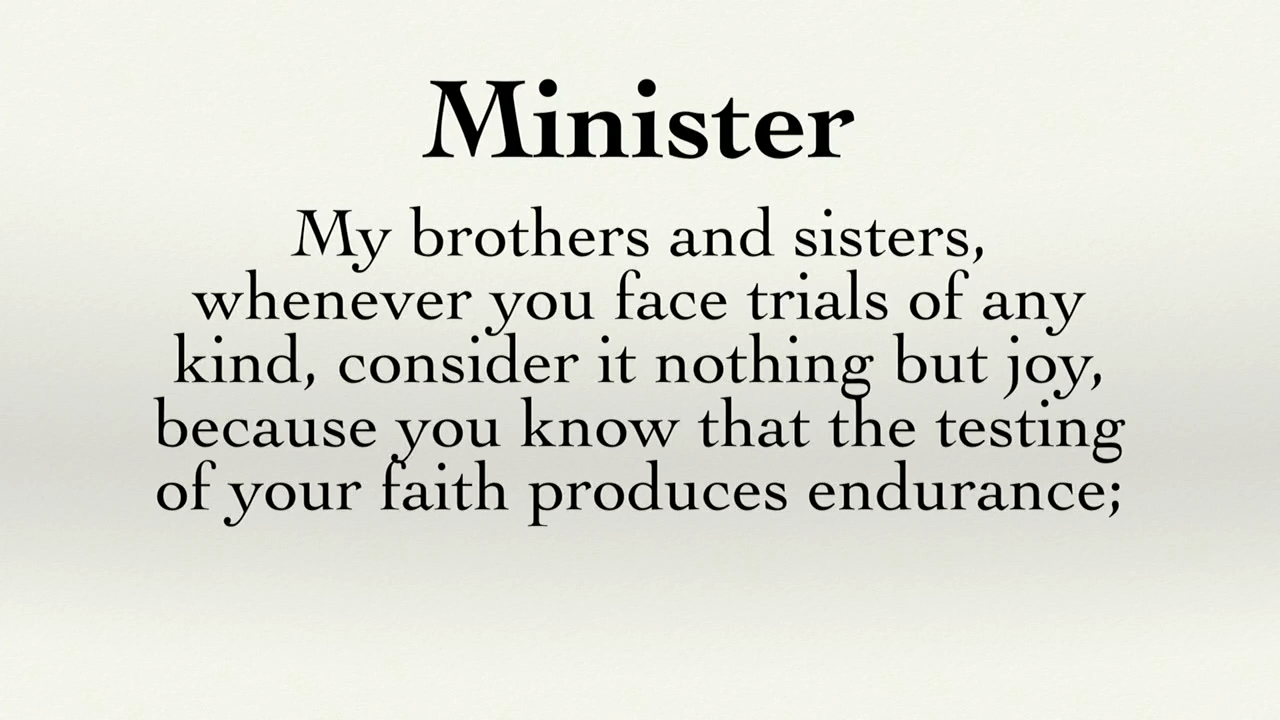 Minister
My brothers and sisters,
whenever you face trials of any
kind, consider it nothing but joy,
because you know that the testing
of your faith produces endurance;